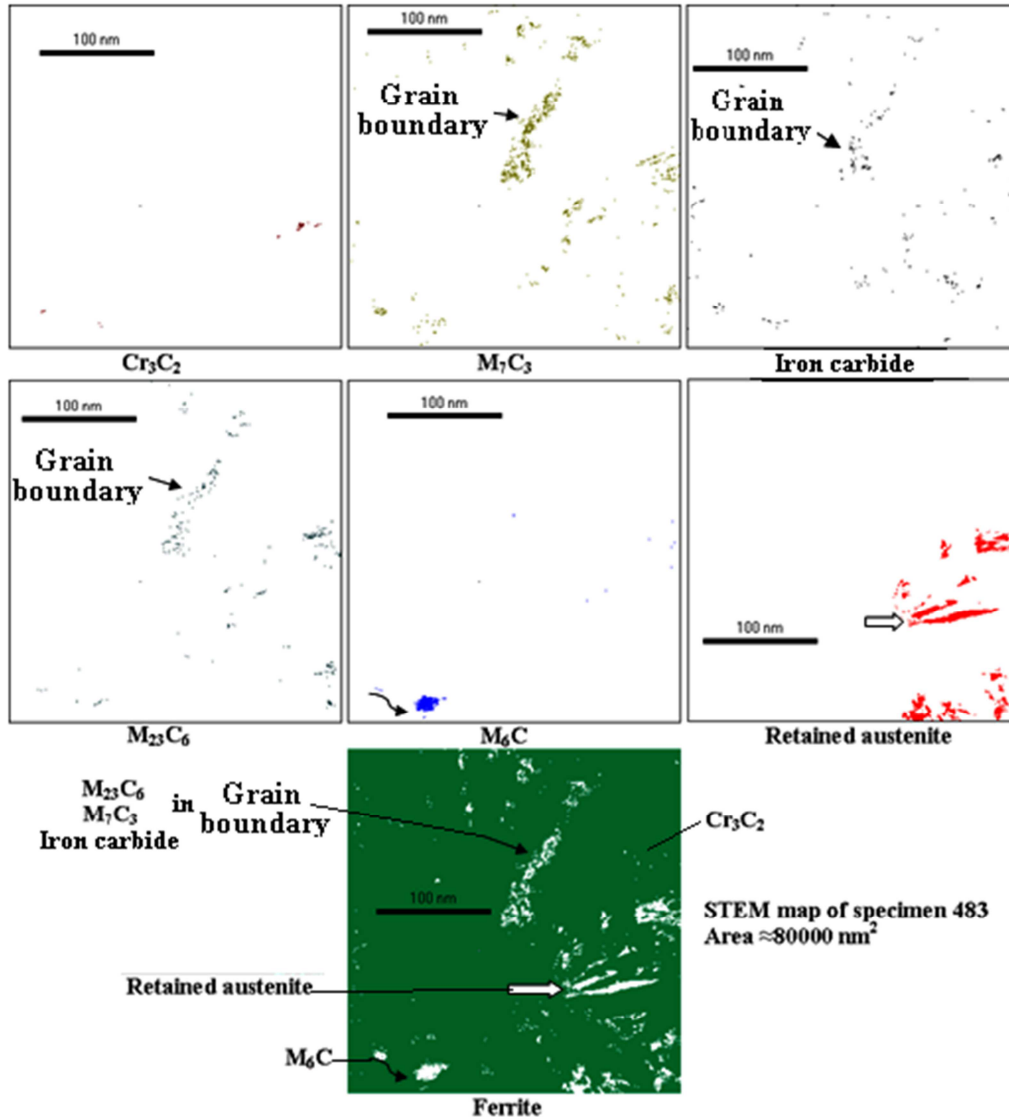 100 nm
100 nm
100 nm
Grain
boundary
Grain
boundary
Cr₃C₂
M₇C₃
Iron carbide
100 nm
100 nm
Grain
boundary
100 nm
M₂₃C₆
M₆C
Retained austenite
M₂₃C₆
M₇C₃
Iron carbide
in
Grain
boundary
Cr₃C₂
100 nm
STEM map of specimen 483
Area ≈80000 nm²
Retained austenite
M₆C
Ferrite